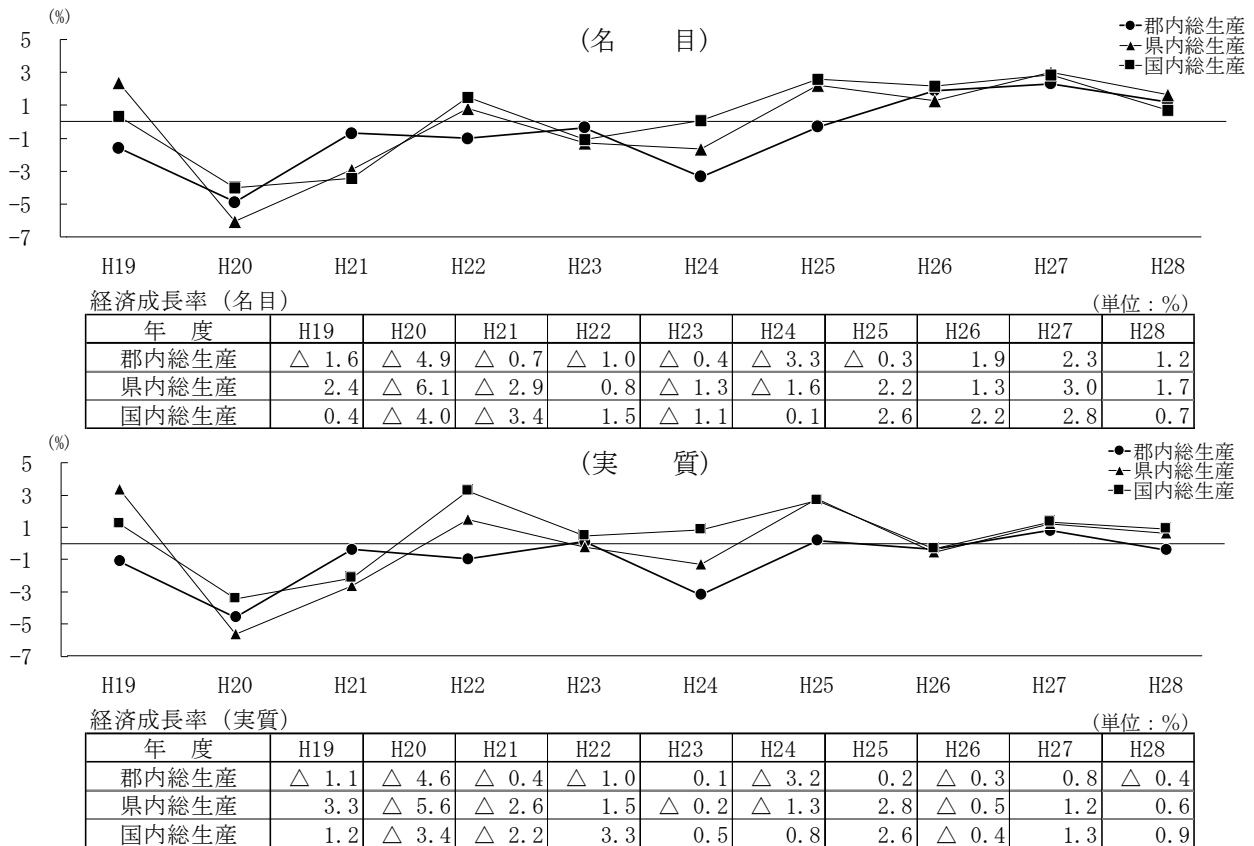 (%)
(名　　目)
郡内総生産
県内総生産
国内総生産
5
3
1
−1
−3
−5
−7
H19 H20 H21 H22 H23 H24 H25 H26 H27 H28
経済成長率（名目） (単位：%)
年　度 H19 H20 H21 H22 H23 H24 H25 H26 H27 H28
郡内総生産 △ 1.6 △ 4.9 △ 0.7 △ 1.0 △ 0.4 △ 3.3 △ 0.3 1.9 2.3 1.2
県内総生産 2.4 △ 6.1 △ 2.9 0.8 △ 1.3 △ 1.6 2.2 1.3 3.0 1.7
国内総生産 0.4 △ 4.0 △ 3.4 1.5 △ 1.1 0.1 2.6 2.2 2.8 0.7
(%)
(実　　質)
郡内総生産
県内総生産
国内総生産
5
3
1
−1
−3
−5
−7
H19 H20 H21 H22 H23 H24 H25 H26 H27 H28
経済成長率（実質） (単位：%)
年　度 H19 H20 H21 H22 H23 H24 H25 H26 H27 H28
郡内総生産 △ 1.1 △ 4.6 △ 0.4 △ 1.0 0.1 △ 3.2 0.2 △ 0.3 0.8 △ 0.4
県内総生産 3.3 △ 5.6 △ 2.6 1.5 △ 0.2 △ 1.3 2.8 △ 0.5 1.2 0.6
国内総生産 1.2 △ 3.4 △ 2.2 3.3 0.5 0.8 2.6 △ 0.4 1.3 0.9